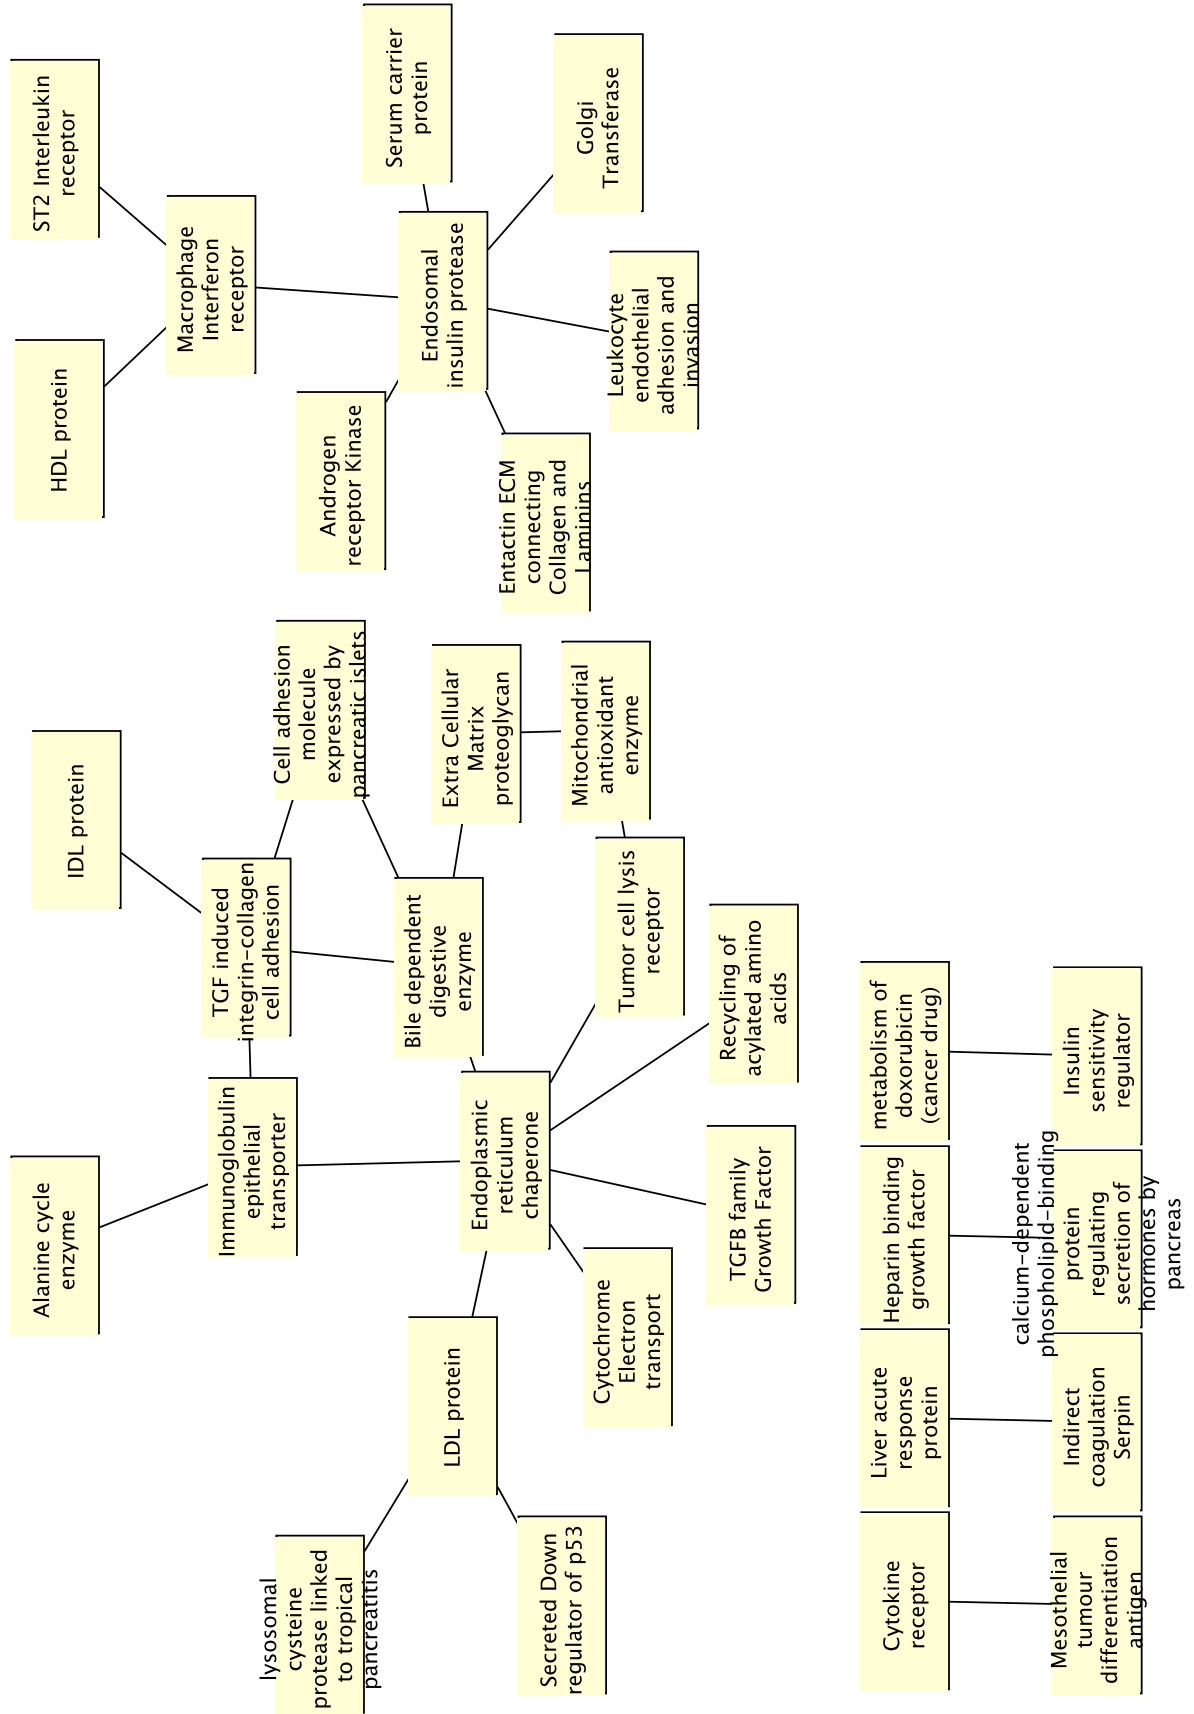 lysosomal
cysteine
protease linked
to tropical
pancreatitis
Secreted Down
regulator of p53
LDL protein
Alanine cycle
enzyme
Immunoglobulin
epithelial
transporter
Endoplasmic
reticulum
chaperone
Cytochrome
Electron
transport
TGFB family
Growth Factor
IDL protein
TGF induced
integrin-collagen
cell adhesion
Bile dependent
digestive
enzyme
Tumor cell lysis
receptor
Recycling of
acylated amino
acids
Cell adhesion
molecule
expressed by
pancreatic islets
Extra Cellular
Matrix
proteoglycan
Mitochondrial
antioxidant
enzyme
HDL protein
ST2 Interleukin
receptor
Macrophage
Interferon
receptor
Androgen
receptor Kinase
Serum carrier
protein
Endosomal
insulin protease
Entactin ECM
connecting
Collagen and
Laminins
Golgi
Transferase
Leukocyte
endothelial
adhesion and
invasion
Cytokine
receptor
Liver acute
response
protein
Heparin binding
growth factor
metabolism of
doxorubicin
(cancer drug)
Mesothelial
tumour
differentiation
antigen
Indirect
coagulation
Serpin
calcium-dependent
phospholipid-binding
protein
regulating
secretion of
hormones by
pancreas
Insulin
sensitivity
regulator